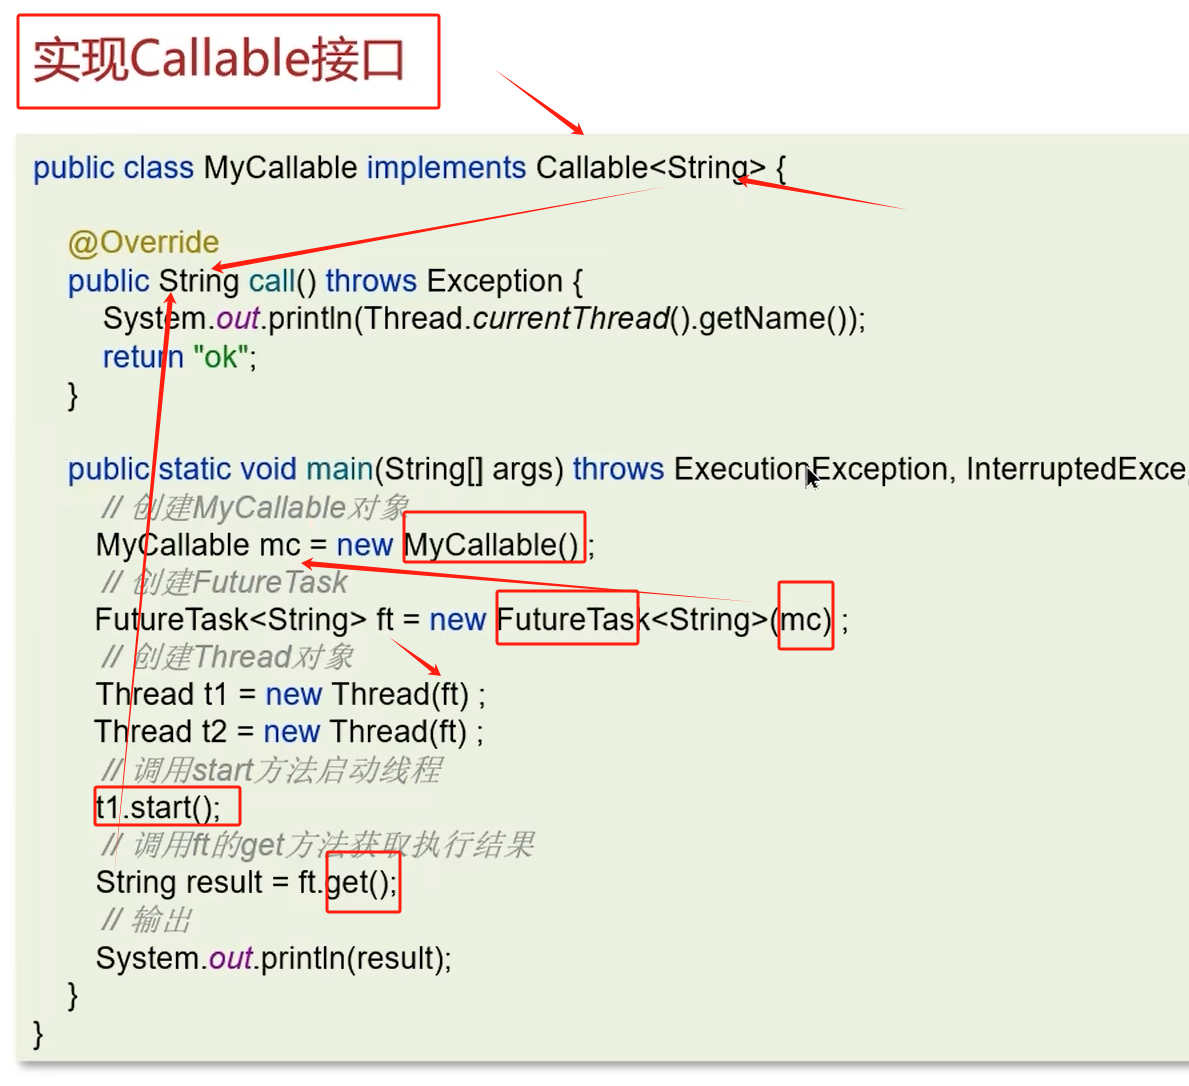 实现Callable接口
public class MyCallable implements Callable<String> {
@Override
public String call() throws Exception {
System.out.println(Thread.currentThread().getName());
return "ok";
}
public static void main(String[] args) throws ExecutionException, InterruptedExce
// 创建MyCallable对象
MyCallable mc = new MyCallable() ;
// 创建FutureTask
FutureTask<String> ft = new FutureTask<String>(mc) ;
// 创建Thread对象
Thread t1 = new Thread(ft) ;
Thread t2 = new Thread(ft) ;
// 调用start方法启动线程
t1.start();
// 调用ft的get方法获取执行结果
String result = ft.get();
// 输出
System.out.println(result);
}
}